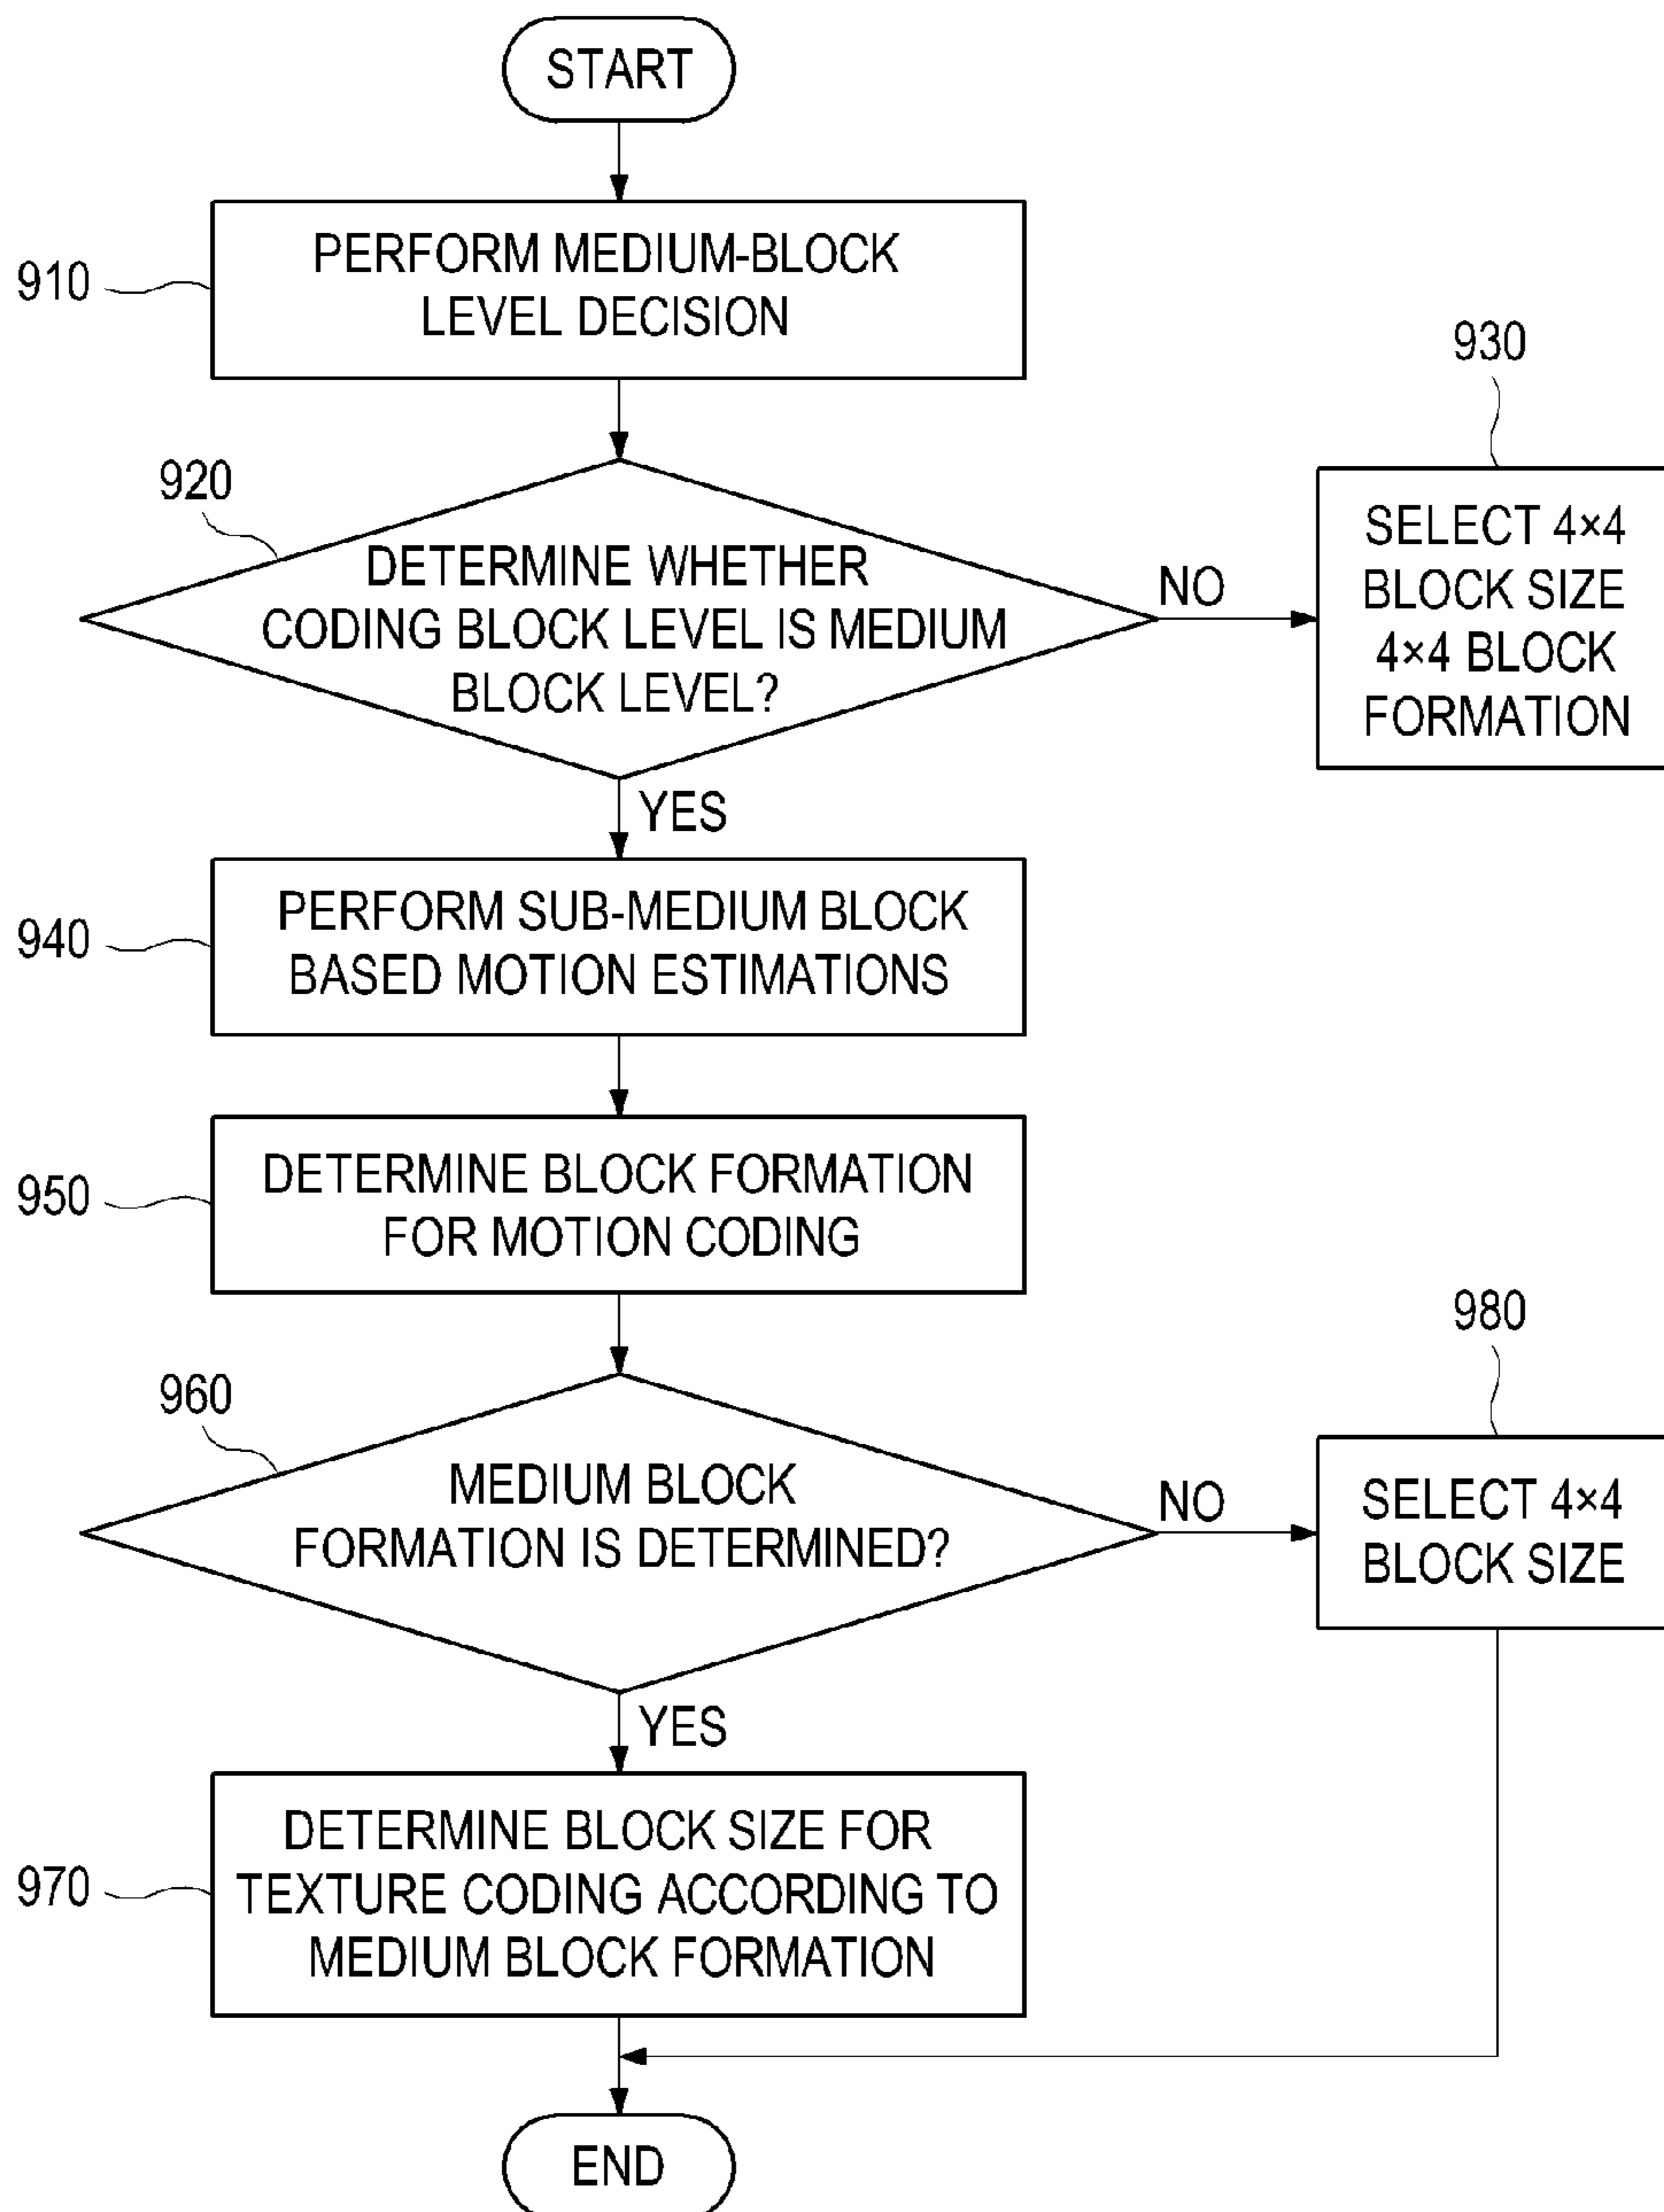 START
910
PERFORM MEDIUM-BLOCK
LEVEL DECISION
920
DETERMINE WHETHER
CODING BLOCK LEVEL IS MEDIUM
BLOCK LEVEL?
NO
930
SELECT 4×4
BLOCK SIZE
4×4 BLOCK
FORMATION
YES
940
PERFORM SUB-MEDIUM BLOCK
BASED MOTION ESTIMATIONS
950
DETERMINE BLOCK FORMATION
FOR MOTION CODING
960
MEDIUM BLOCK
FORMATION IS DETERMINED?
NO
980
SELECT 4×4
BLOCK SIZE
YES
970
DETERMINE BLOCK SIZE FOR
TEXTURE CODING ACCORDING TO
MEDIUM BLOCK FORMATION
END